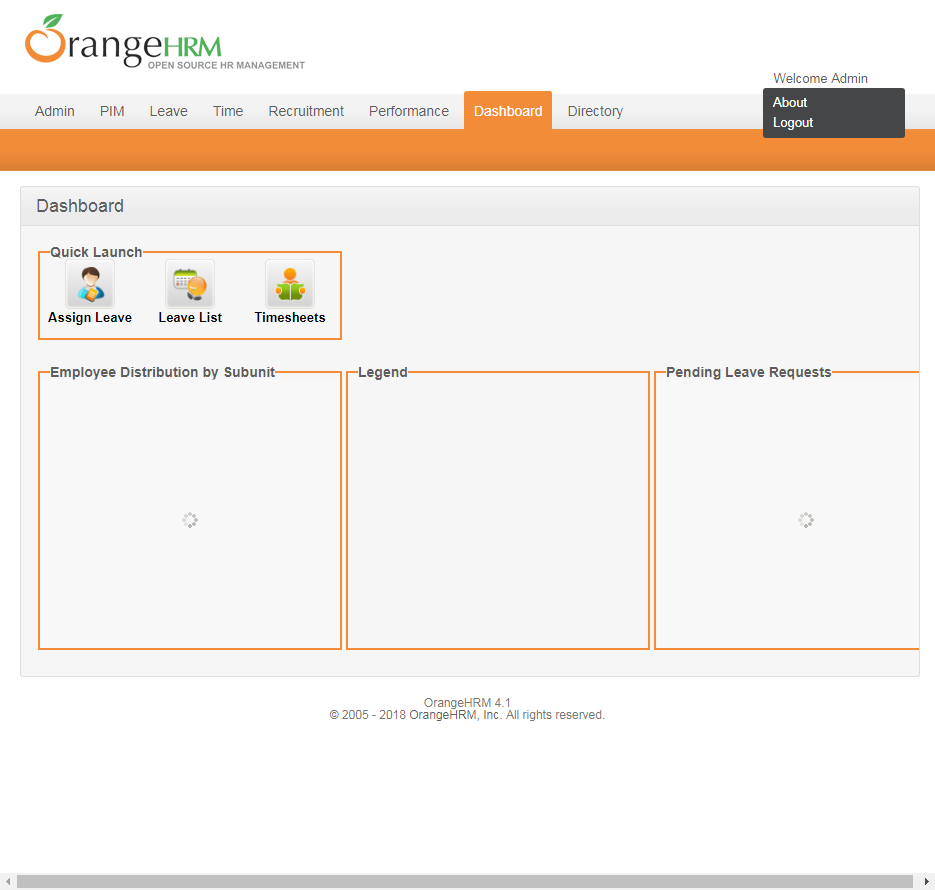 OrangeHRM
OPEN SOURCE HR MANAGEMENT
Welcome Admin
About
Logout
Admin PIM Leave Time Recruitment Performance Dashboard Directory
Dashboard
Quick Launch
Assign Leave Leave List Timesheets
Employee Distribution by Subunit Legend Pending Leave Requests
OrangeHRM 4.1
© 2005 - 2018 OrangeHRM, Inc. All rights reserved.